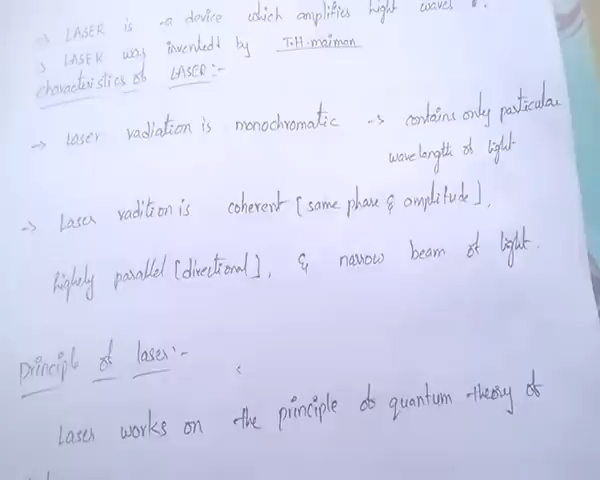 → LASER is a device which amplifies light wave
→ LASER was invented by T.H. maiman
characteristics of LASER:-
→ laser radiation is monochromatic → contains only particular
wavelength of light
→ Laser radition is coherent [same phase & amplitude],
highly parallel [directional], & narrow beam of light.
Principle of laser:-
Laser works on the principle of quantum theory of